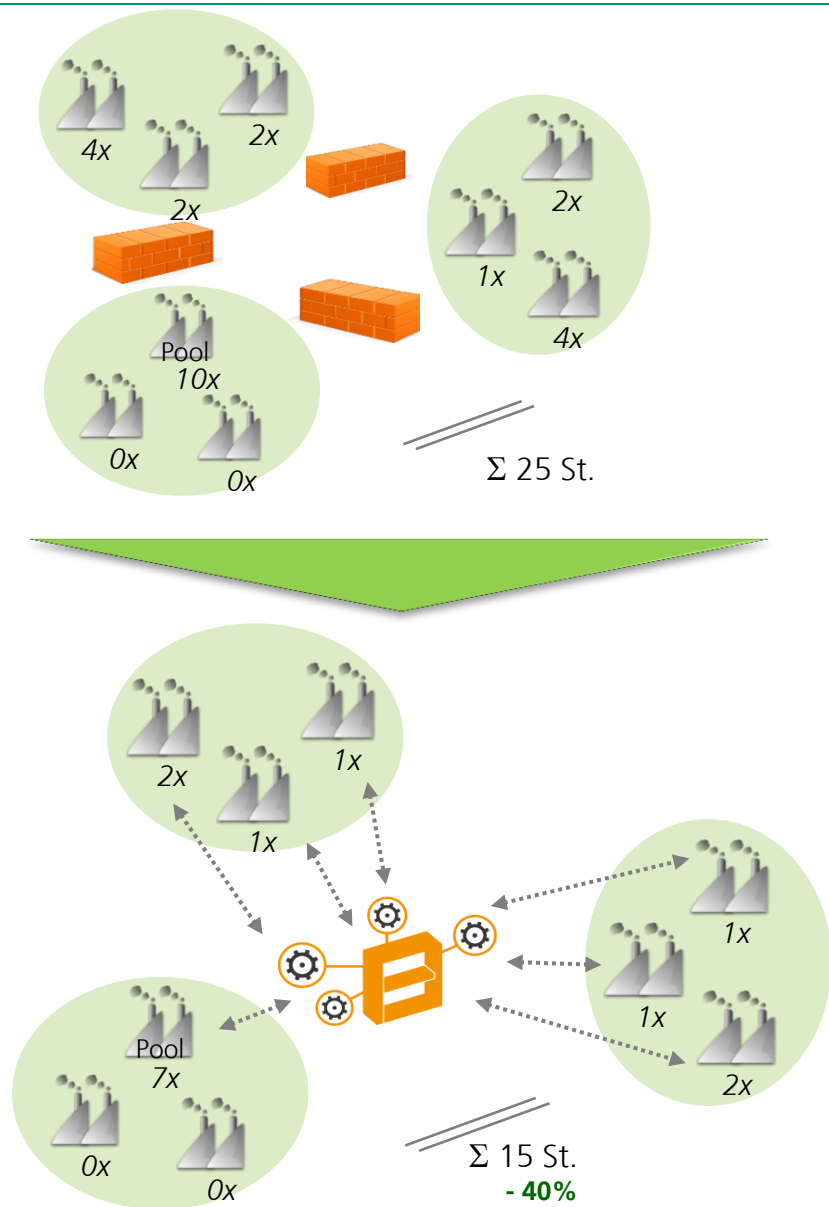 4x
2x
2x
2x
1x
4x
Pool
10x
0x
0x
Σ 25 St.
2x
1x
1x
1x
1x
2x
Pool
7x
0x
0x
Σ 15 St.
- 40%